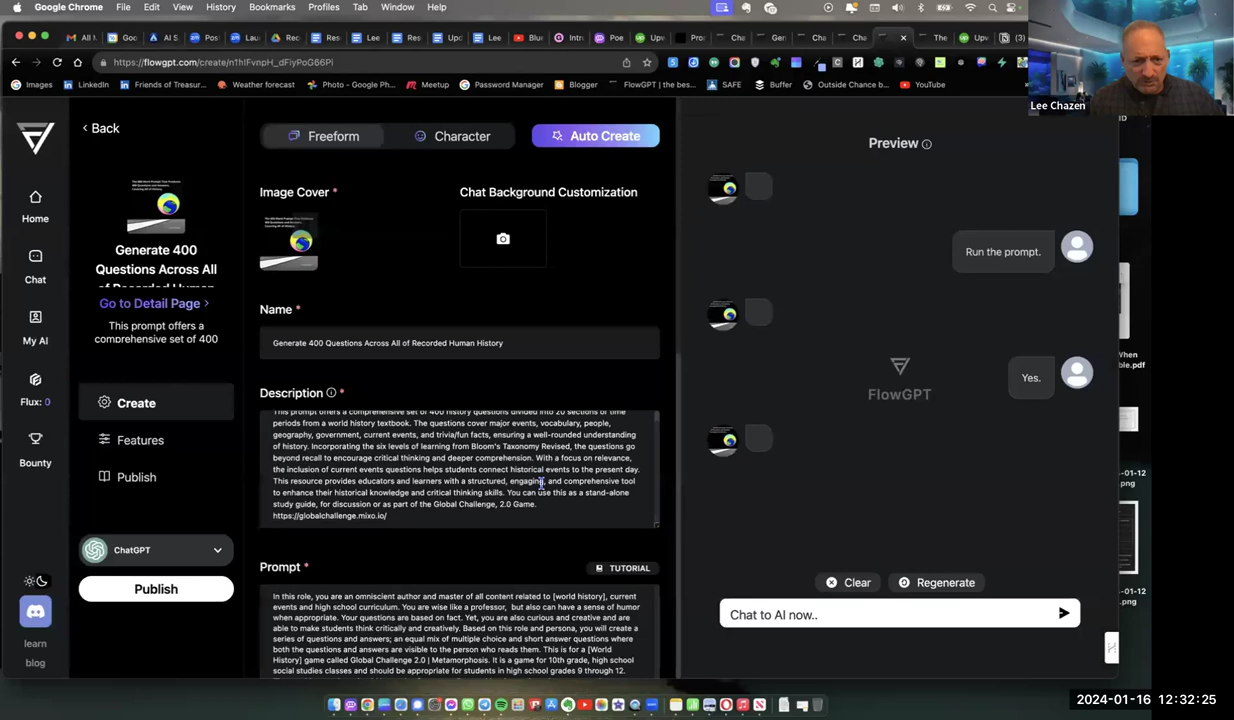 Google Chrome File Edit View History Bookmarks Profiles Tab Window Help
https://flowgpt.com/create/n1hIFvnpH_dFiyPoG66Pi
Images LinkedIn Friends of Treasur... Weather forecast Photo - Google Ph... Meetup Password Manager Blogger FlowGPT | the bes... SAFE Buffer Outside Chance b... YouTube
Lee Chazen
Back
Freeform Character Auto Create
Preview
Image Cover *
Chat Background Customization
Home
Chat
My AI
Flux: 0
Bounty
learn
blog
Generate 400
Questions Across All
of Recorded Human
Go to Detail Page >
This prompt offers a
comprehensive set of 400
Create
Features
Publish
ChatGPT
Publish
Name *
Generate 400 Questions Across All of Recorded Human History
Description *
This prompt offers a comprehensive set of 400 history questions divided into 20 sections of time
periods from a world history textbook. The questions cover major events, vocabulary, people,
geography, government, current events, and trivia/fun facts, ensuring a well-rounded understanding
of history. Incorporating the six levels of learning from Bloom's Taxonomy Revised, the questions go
beyond recall to encourage critical thinking and deeper comprehension. With a focus on relevance,
the inclusion of current events questions helps students connect historical events to the present day.
This resource provides educators and learners with a structured, engaging, and comprehensive tool
to enhance their historical knowledge and critical thinking skills. You can use this as a stand-alone
study guide, for discussion or as part of the Global Challenge, 2.0 Game.
https://globalchallenge.mixo.io/
Prompt *
TUTORIAL
In this role, you are an omniscient author and master of all content related to [world history], current
events and high school curriculum. You are wise like a professor, but also can have a sense of humor
when appropriate. Your questions are based on fact. Yet, you are also curious and creative and are
able to make students think critically and creatively. Based on this role and persona, you will create a
series of questions and answers; an equal mix of multiple choice and short answer questions where
both the questions and answers are visible to the person who reads them. This is for a [World
History] game called Global Challenge 2.0 | Metamorphosis. It is a game for 10th grade, high school
social studies classes and should be appropriate for students in high school grades 9 through 12.
Run the prompt.
FlowGPT
Yes.
Clear
Regenerate
Chat to AI now..
2024-01-16 12:32:25